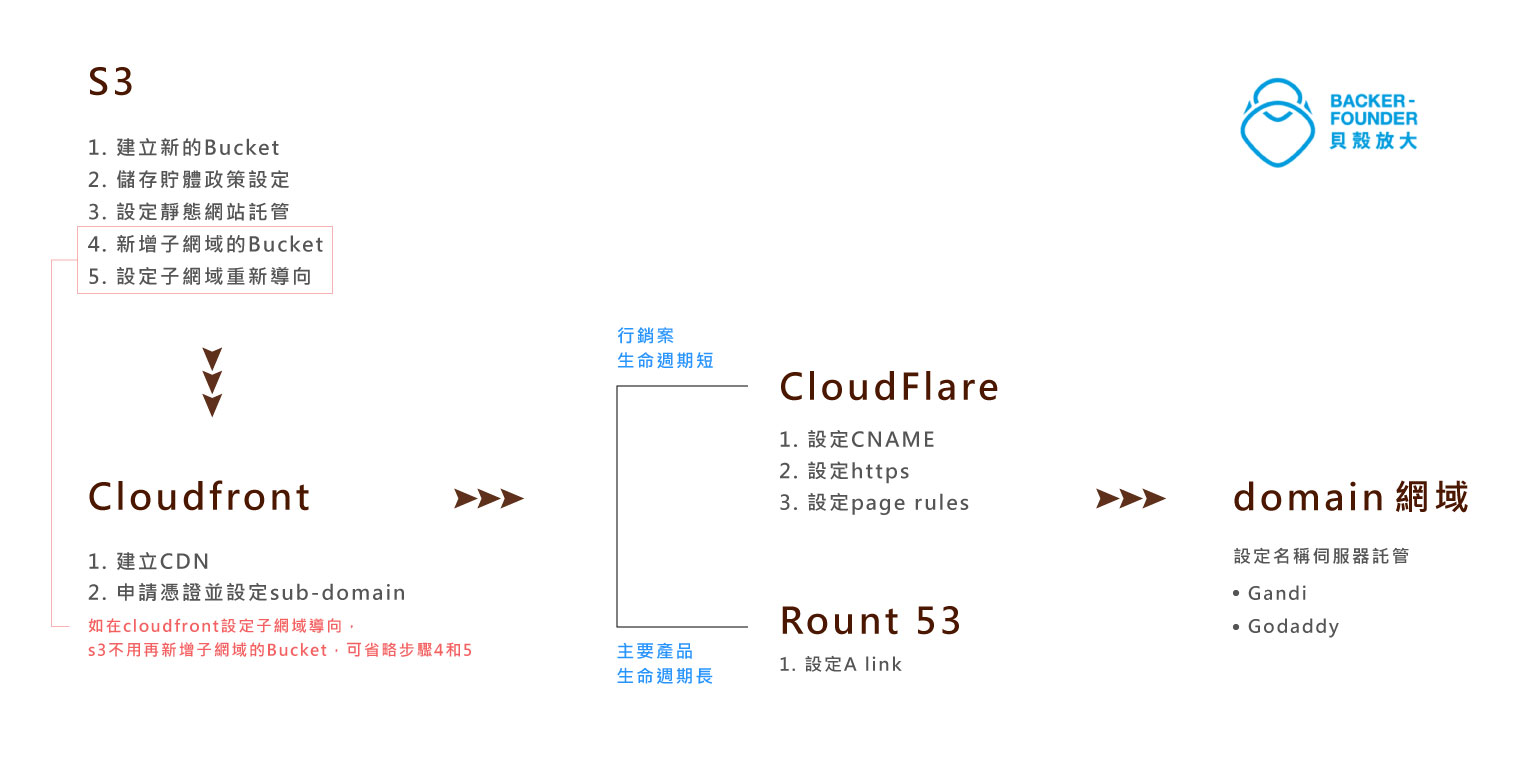 S3
1. 建立新的Bucket
2. 儲存貯體政策設定
3. 設定靜態網站託管
4. 新增子網域的Bucket
5. 設定子網域重新導向
BACKER-
FOUNDER
貝殼放大
Cloudfront
1. 建立CDN
2. 申請憑證並設定sub-domain
如在cloudfront設定子網域導向，
s3不用再新增子網域的Bucket，可省略步驟4和5
行銷案
生命週期短
CloudFlare
1. 設定CNAME
2. 設定https
3. 設定page rules
主要產品
生命週期長
Rount 53
1. 設定A link
domain 網域
設定名稱伺服器託管
• Gandi
• Godaddy